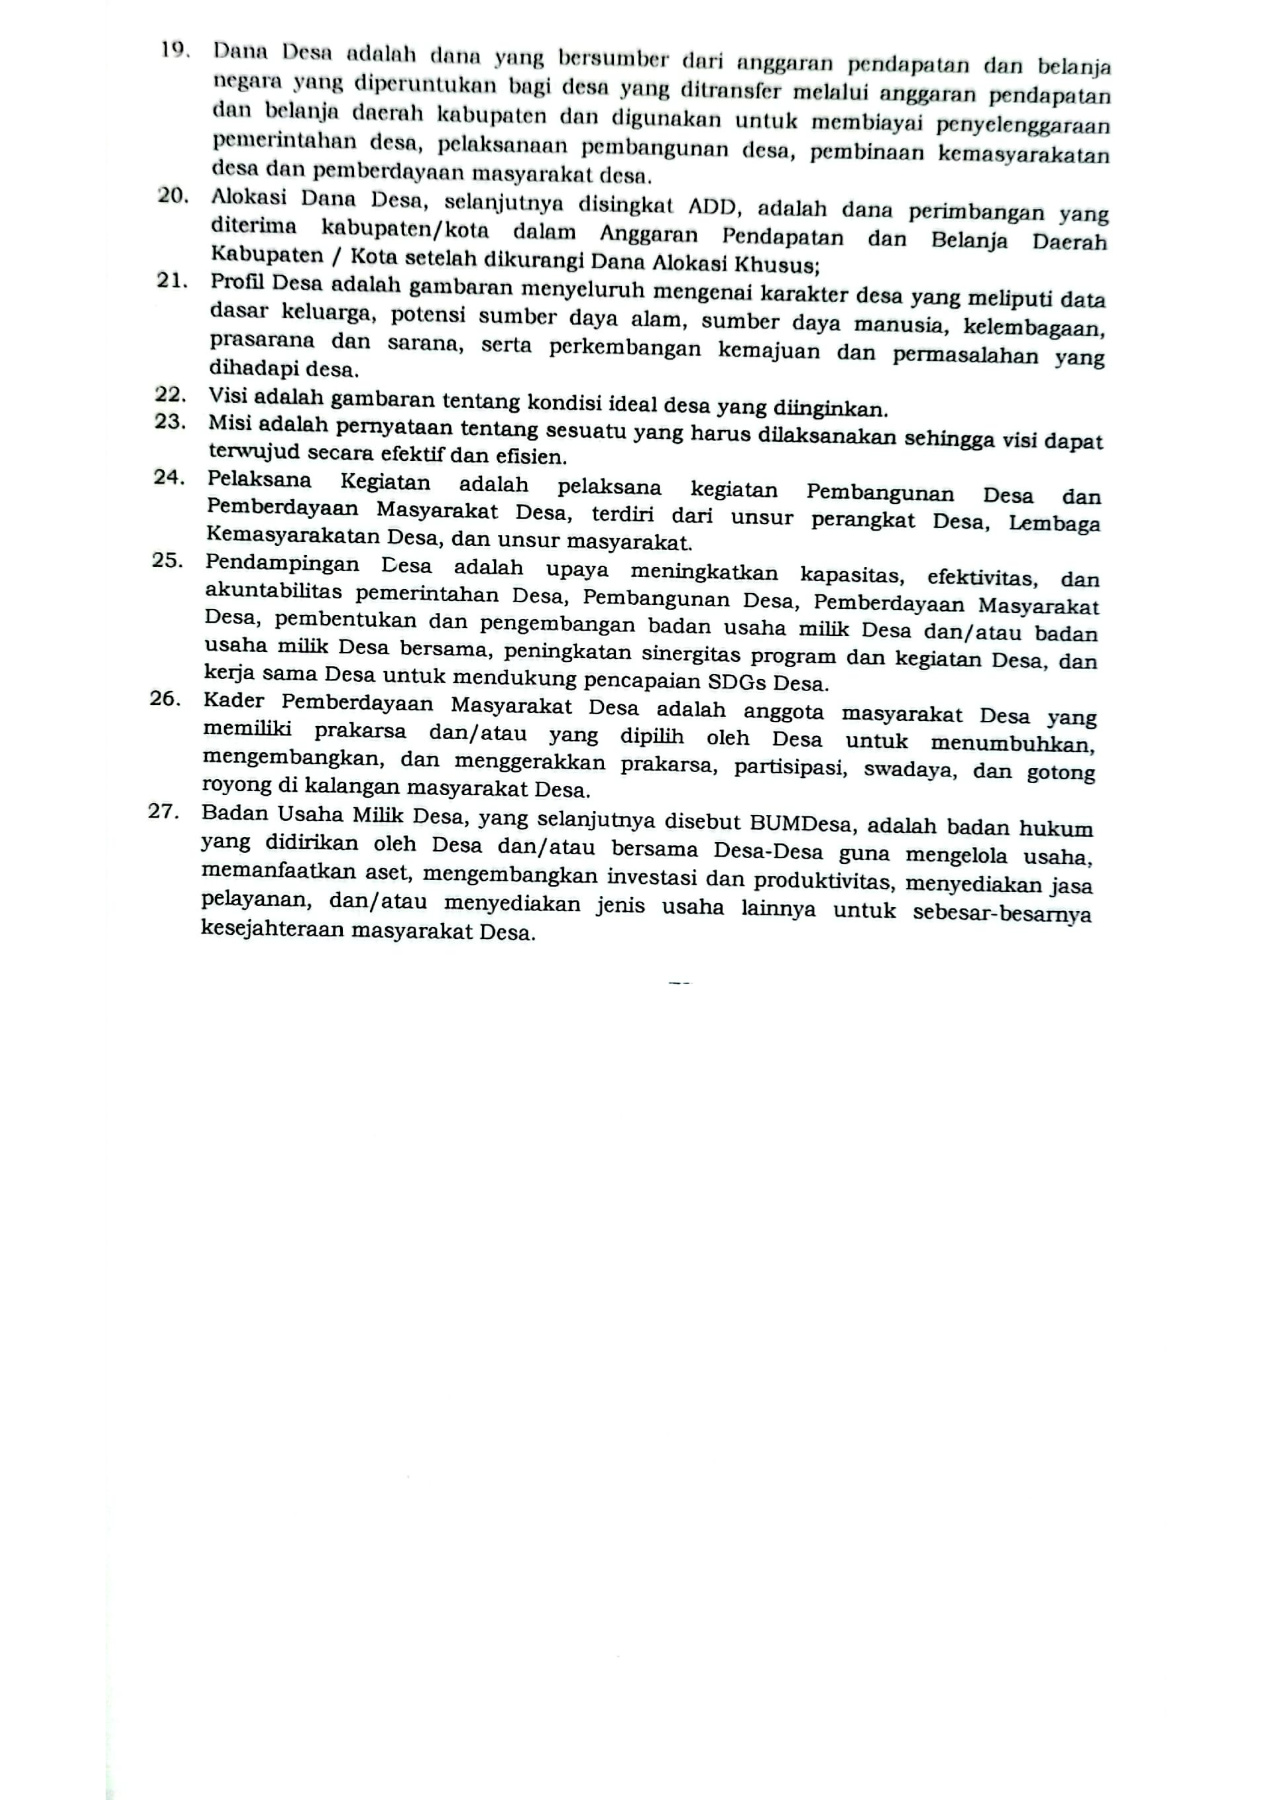 19. Dana Desa adalah dana yang bersumber dari anggaran pendapatan dan belanja
negara yang diperuntukan bagi desa yang ditransfer melalui anggaran pendapatan
dan belanja daerah kabupaten dan digunakan untuk membiayai penyelenggaraan
pemerintahan desa, pelaksanaan pembangunan desa, pembinaan kemasyarakatan
desa dan pemberdayaan masyarakat desa.
20. Alokasi Dana Desa, selanjutnya disingkat ADD, adalah dana perimbangan yang
diterima kabupaten/kota dalam Anggaran Pendapatan dan Belanja Daerah
Kabupaten / Kota setelah dikurangi Dana Alokasi Khusus;
21. Profil Desa adalah gambaran menyeluruh mengenai karakter desa yang meliputi data
dasar keluarga, potensi sumber daya alam, sumber daya manusia, kelembagaan,
prasarana dan sarana, serta perkembangan kemajuan dan permasalahan yang
dihadapi desa.
22. Visi adalah gambaran tentang kondisi ideal desa yang diinginkan.
23. Misi adalah pernyataan tentang sesuatu yang harus dilaksanakan sehingga visi dapat
terwujud secara efektif dan efisien.
24. Pelaksana Kegiatan adalah pelaksana kegiatan Pembangunan Desa dan
Pemberdayaan Masyarakat Desa, terdiri dari unsur perangkat Desa, Lembaga
Kemasyarakatan Desa, dan unsur masyarakat.
25. Pendampingan Desa adalah upaya meningkatkan kapasitas, efektivitas, dan
akuntabilitas pemerintahan Desa, Pembangunan Desa, Pemberdayaan Masyarakat
Desa, pembentukan dan pengembangan badan usaha milik Desa dan/atau badan
usaha milik Desa bersama, peningkatan sinergitas program dan kegiatan Desa, dan
kerja sama Desa untuk mendukung pencapaian SDGs Desa.
26. Kader Pemberdayaan Masyarakat Desa adalah anggota masyarakat Desa yang
memiliki prakarsa dan/atau yang dipilih oleh Desa untuk menumbuhkan,
mengembangkan, dan menggerakkan prakarsa, partisipasi, swadaya, dan gotong
royong di kalangan masyarakat Desa.
27. Badan Usaha Milik Desa, yang selanjutnya disebut BUMDesa, adalah badan hukum
yang didirikan oleh Desa dan/atau bersama Desa-Desa guna mengelola usaha,
memanfaatkan aset, mengembangkan investasi dan produktivitas, menyediakan jasa
pelayanan, dan/atau menyediakan jenis usaha lainnya untuk sebesar-besarnya
kesejahteraan masyarakat Desa.